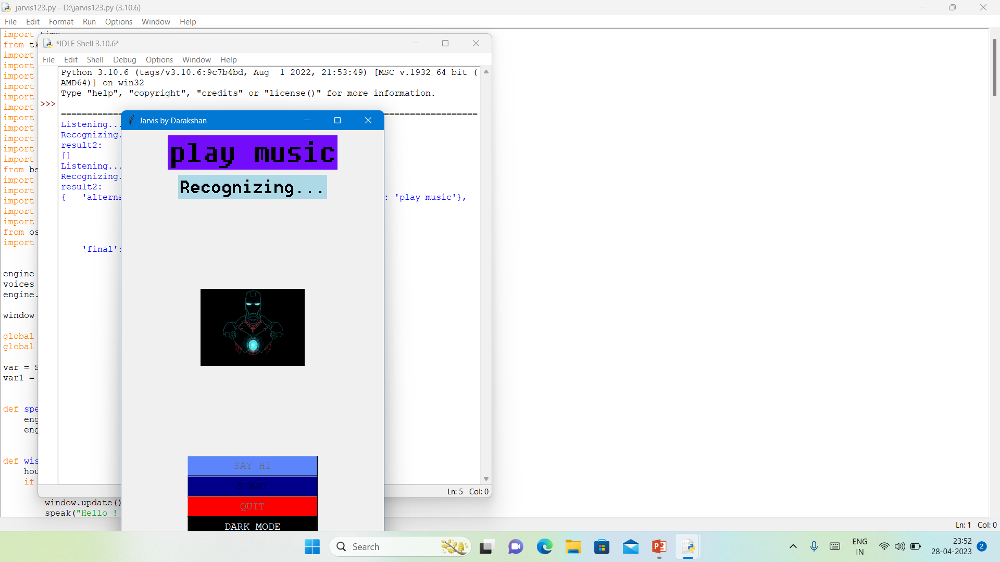 jarvis123.py - D:\jarvis123.py (3.10.6)
File Edit Format Run Options Window Help
import time
from tk
import
import
import
import
import
import
import
import
import
import
import
from bs
import
import
import
import
import
from os
import
engine
voices
engine.
window
global
global
var = S
var1 =
def spe
eng
eng
def wis
hou
if
window.update()
speak("Hello !
Ln: 1 Col: 0
*IDLE Shell 3.10.6*
File Edit Shell Debug Options Window Help
Python 3.10.6 (tags/v3.10.6:9c7b4bd, Aug  1 2022, 21:53:49) [MSC v.1932 64 bit (
AMD64)] on win32
Type "help", "copyright", "credits" or "license()" for more information.
>>>
Listening...
Recognizing.
result2:
[]
Listening...
Recognizing.
result2:
{   'alterna : 'play music'},
'final':
Ln: 5 Col: 0
Jarvis by Darakshan
play music
Recognizing...
SAY HI
START
QUIT
DARK MODE
Search
ENG
IN
23:52
28-04-2023
2